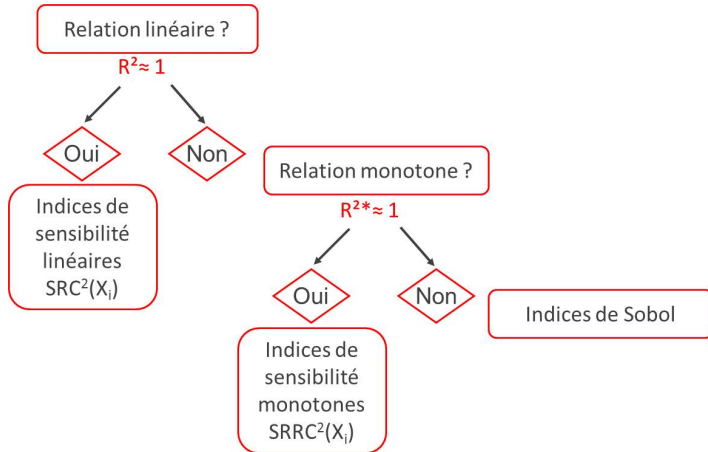 Relation linéaire ?
R²≈ 1
Oui
Non
Indices de
sensibilité
linéaires
SRC²(Xᵢ)
Relation monotone ?
R²*≈ 1
Oui
Non
Indices de
sensibilité
monotones
SRRC²(Xᵢ)
Indices de Sobol